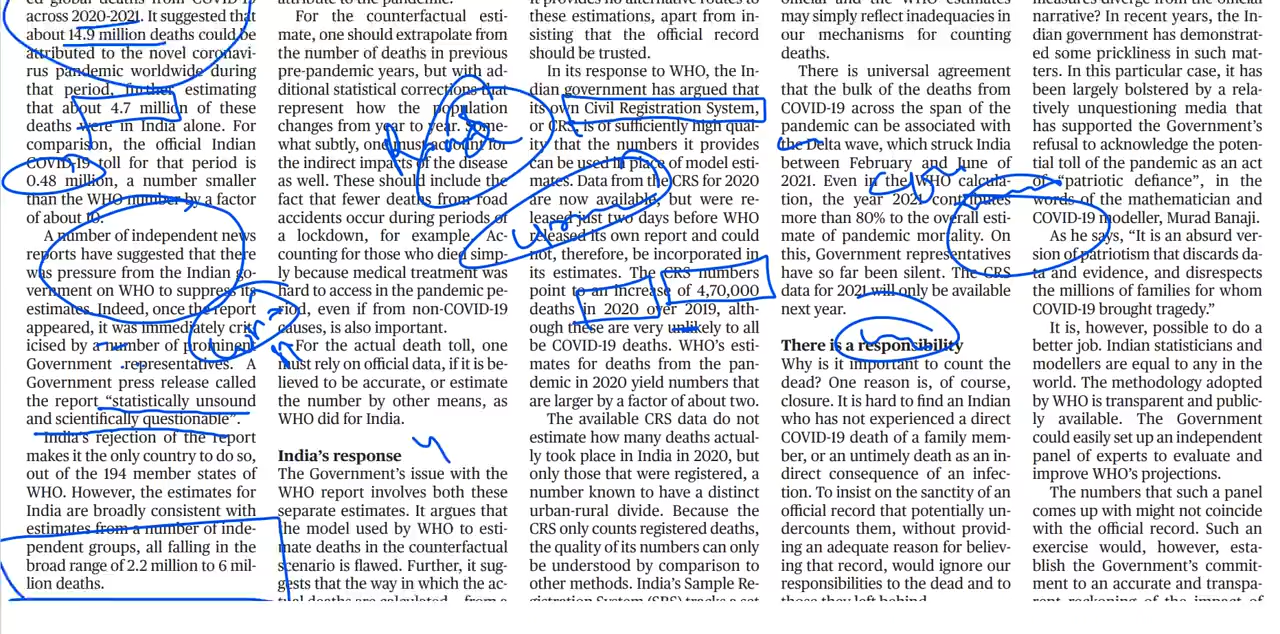 across 2020-2021. It suggested that
about 14.9 million deaths could be
attributed to the novel coronavi-
rus pandemic worldwide during
that period, further estimating
that about 4.7 million of these
deaths were in India alone. For
comparison, the official Indian
COVID-19 toll for that period is
0.48 million, a number smaller
than the WHO number by a factor
of about 10.
A number of independent news
reports have suggested that there
was pressure from the Indian go-
vernment on WHO to suppress its
estimates. Indeed, once the report
appeared, it was immediately crit-
icised by a number of prominent
Government representatives. A
Government press release called
the report “statistically unsound
and scientifically questionable”.
India’s rejection of the report
makes it the only country to do so,
out of the 194 member states of
WHO. However, the estimates for
India are broadly consistent with
estimates from a number of inde-
pendent groups, all falling in the
broad range of 2.2 million to 6 mil-
lion deaths.
For the counterfactual esti-
mate, one should extrapolate from
the number of deaths in previous
pre-pandemic years, but with ad-
ditional statistical corrections that
represent how the population
changes from year to year. Some-
what subtly, one must account for
the indirect impacts of the disease
as well. These should include the
fact that fewer deaths from road
accidents occur during periods of
a lockdown, for example. Ac-
counting for those who died simp-
ly because medical treatment was
hard to access in the pandemic pe-
riod, even if from non-COVID-19
causes, is also important.
For the actual death toll, one
must rely on official data, if it is be-
lieved to be accurate, or estimate
the number by other means, as
WHO did for India.
India’s response
The Government’s issue with the
WHO report involves both these
separate estimates. It argues that
the model used by WHO to esti-
mate deaths in the counterfactual
scenario is flawed. Further, it sug-
gests that the way in which the ac-
these estimations, apart from in-
sisting that the official record
should be trusted.
In its response to WHO, the In-
dian government has argued that
its own Civil Registration System,
or CRS, is of sufficiently high qual-
ity that the numbers it provides
can be used in place of model esti-
mates. Data from the CRS for 2020
are now available, but were re-
leased just two days before WHO
released its own report and could
not, therefore, be incorporated in
its estimates. The CRS numbers
point to an increase of 4,70,000
deaths in 2020 over 2019, alth-
ough these are very unlikely to all
be COVID-19 deaths. WHO’s esti-
mates for deaths from the pan-
demic in 2020 yield numbers that
are larger by a factor of about two.
The available CRS data do not
estimate how many deaths actual-
ly took place in India in 2020, but
only those that were registered, a
number known to have a distinct
urban-rural divide. Because the
CRS only counts registered deaths,
the quality of its numbers can only
be understood by comparison to
other methods. India’s Sample Re-
may simply reflect inadequacies in
our mechanisms for counting
deaths.
There is universal agreement
that the bulk of the deaths from
COVID-19 across the span of the
pandemic can be associated with
the Delta wave, which struck India
between February and June of
2021. Even in the WHO calcula-
tion, the year 2021 contributes
more than 80% to the overall esti-
mate of pandemic mortality. On
this, Government representatives
have so far been silent. The CRS
data for 2021 will only be available
next year.
There is a responsibility
Why is it important to count the
dead? One reason is, of course,
closure. It is hard to find an Indian
who has not experienced a direct
COVID-19 death of a family mem-
ber, or an untimely death as an in-
direct consequence of an infec-
tion. To insist on the sanctity of an
official record that potentially un-
dercounts them, without provid-
ing an adequate reason for believ-
ing that record, would ignore our
responsibilities to the dead and to
those they left behind.
narrative? In recent years, the In-
dian government has demonstrat-
ed some prickliness in such mat-
ters. In this particular case, it has
been largely bolstered by a rela-
tively unquestioning media that
has supported the Government’s
refusal to acknowledge the poten-
tial toll of the pandemic as an act
of “patriotic defiance”, in the
words of the mathematician and
COVID-19 modeller, Murad Banaji.
As he says, “It is an absurd ver-
sion of patriotism that discards da-
ta and evidence, and disrespects
the millions of families for whom
COVID-19 brought tragedy.”
It is, however, possible to do a
better job. Indian statisticians and
modellers are equal to any in the
world. The methodology adopted
by WHO is transparent and public-
ly available. The Government
could easily set up an independent
panel of experts to evaluate and
improve WHO’s projections.
The numbers that such a panel
comes up with might not coincide
with the official record. Such an
exercise would, however, esta-
blish the Government’s commit-
ment to an accurate and transpa-